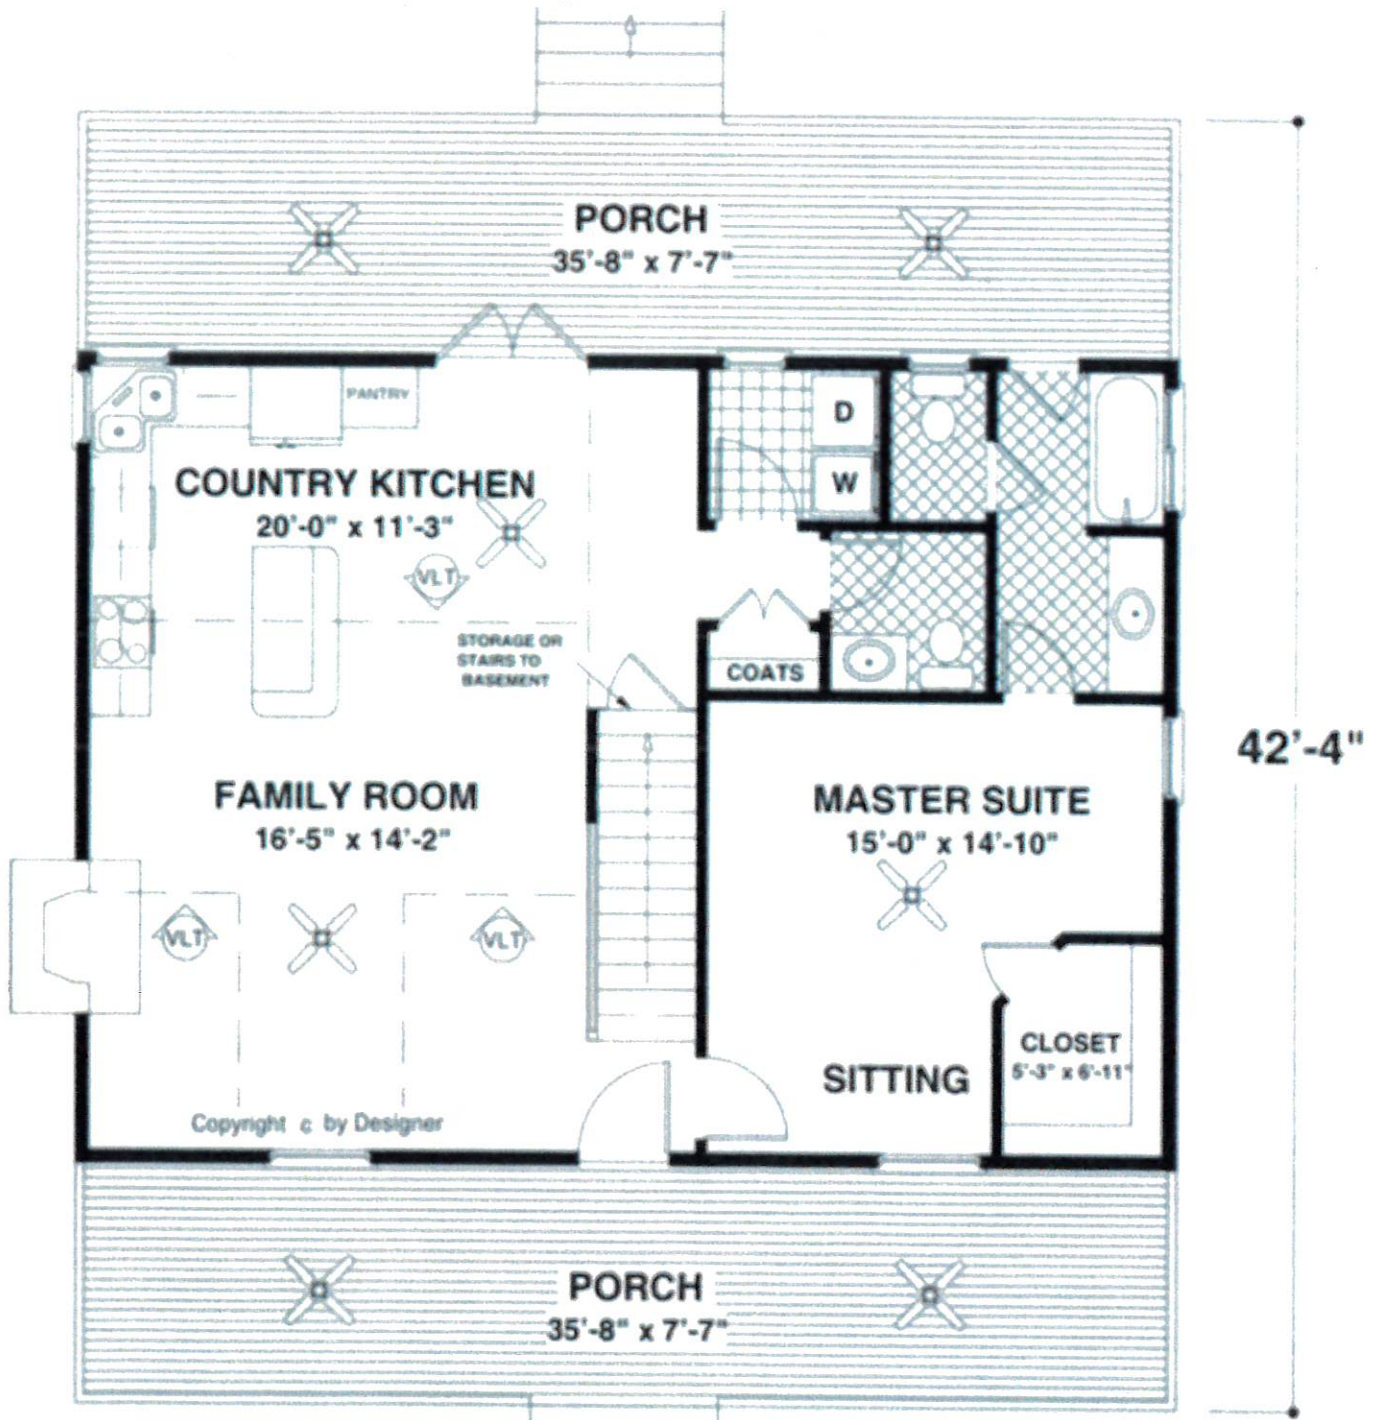 PORCH
35'-8" x 7'-7"
PANTRY
D
W
COUNTRY KITCHEN
20'-0" x 11'-3"
VLT
STORAGE OR
STAIRS TO
BASEMENT
COATS
42'-4"
FAMILY ROOM
16'-5" x 14'-2"
MASTER SUITE
15'-0" x 14'-10"
VLT
VLT
CLOSET
5'-3" x 6'-11"
SITTING
Copyright c by Designer
PORCH
35'-8" x 7'-7"